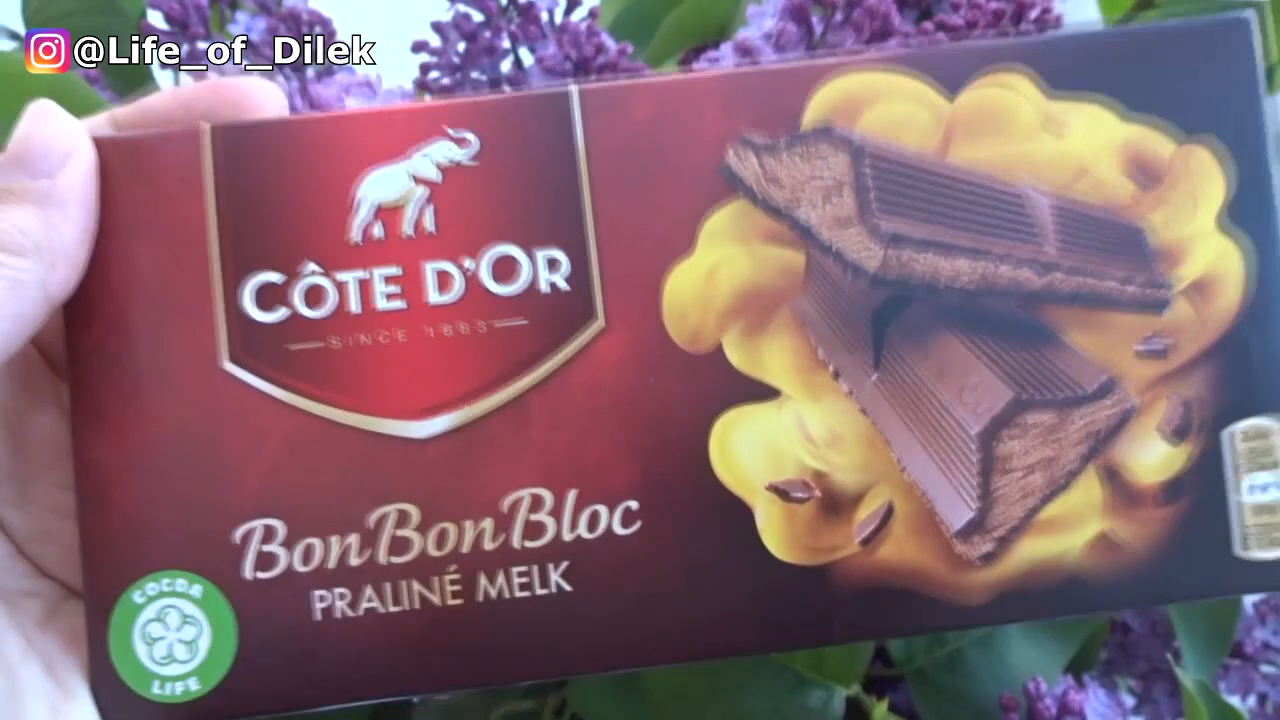 @Life_of_Dilek
CÔTE D'OR
SINCE 1883
BonBonBloc
PRALINÉ MELK
COCOA
LIFE